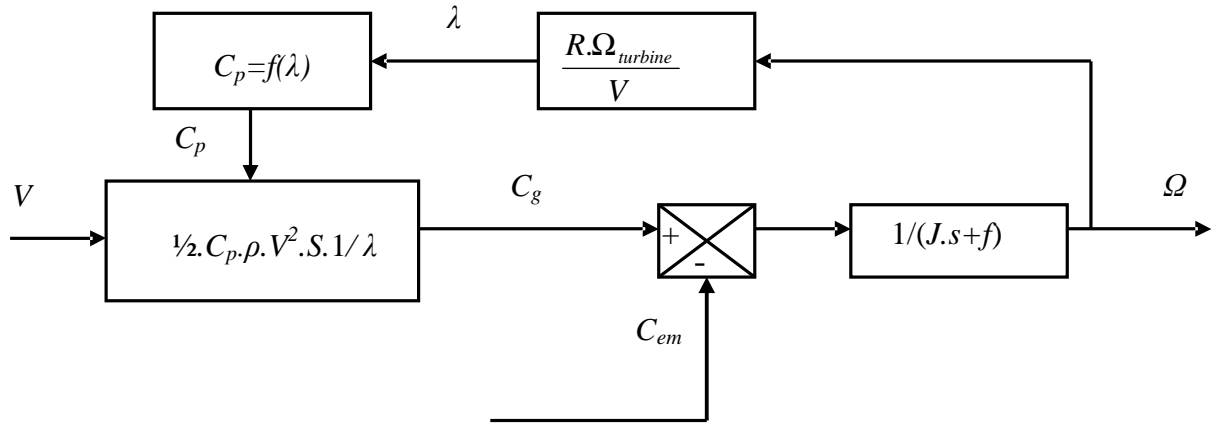 λ
C_p=f(λ)
R.Ω_turbine
V
C_p
V
C_g
Ω
½.C_p.ρ.V².S.1/ λ
+
-
1/(J.s+f)
C_em